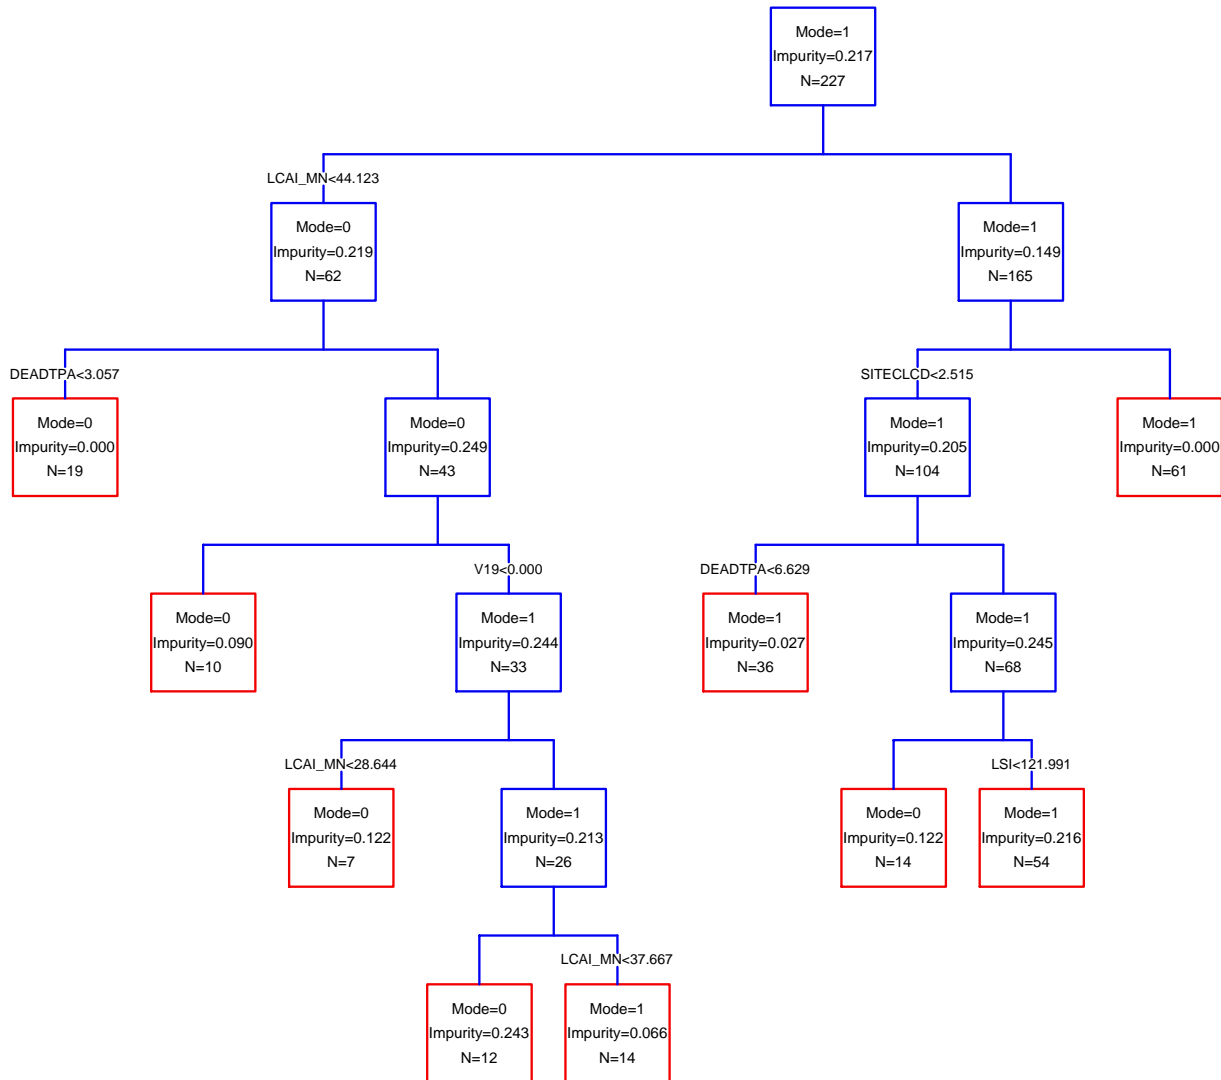 Mode=1
Impurity=0.217
N=227
LCAI_MN<44.123
Mode=0
Impurity=0.219
N=62
Mode=1
Impurity=0.149
N=165
DEADTPA<3.057
SITECLCD<2.515
Mode=0
Impurity=0.000
N=19
Mode=0
Impurity=0.249
N=43
Mode=1
Impurity=0.205
N=104
Mode=1
Impurity=0.000
N=61
V19<0.000
DEADTPA<6.629
Mode=0
Impurity=0.090
N=10
Mode=1
Impurity=0.244
N=33
Mode=1
Impurity=0.027
N=36
Mode=1
Impurity=0.245
N=68
LCAI_MN<28.644
LSI<121.991
Mode=0
Impurity=0.122
N=7
Mode=1
Impurity=0.213
N=26
Mode=0
Impurity=0.122
N=14
Mode=1
Impurity=0.216
N=54
LCAI_MN<37.667
Mode=0
Impurity=0.243
N=12
Mode=1
Impurity=0.066
N=14